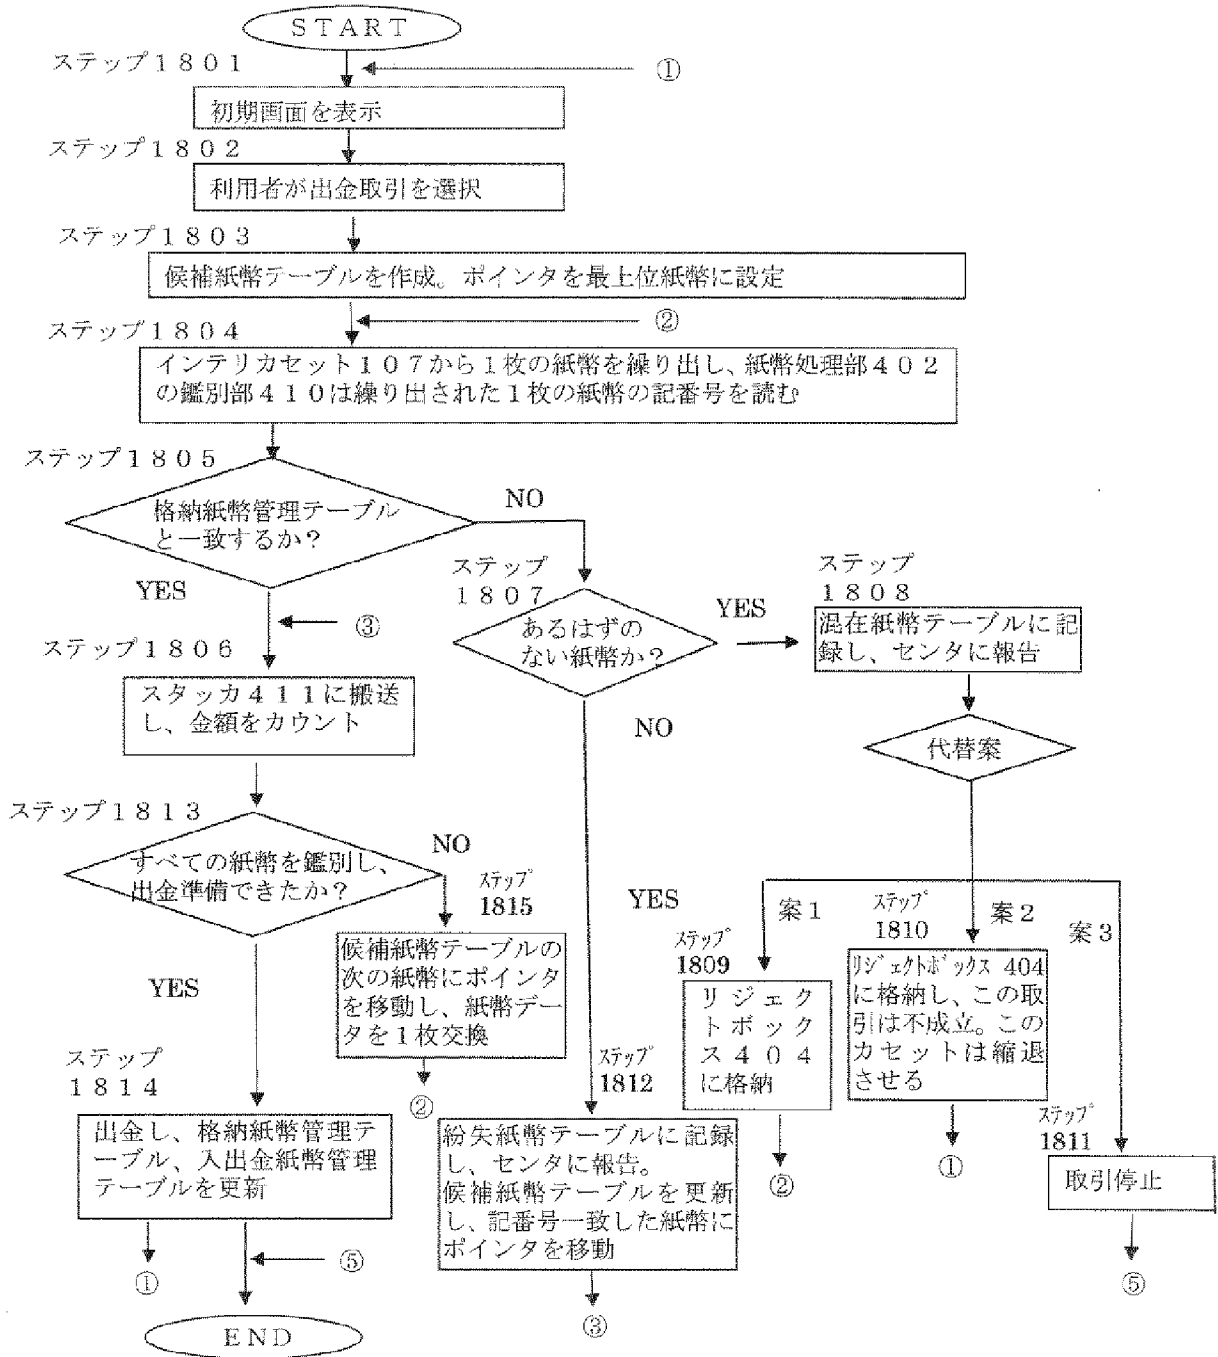 START
ステップ1801
①
初期画面を表示
ステップ1802
利用者が出金取引を選択
ステップ1803
候補紙幣テーブルを作成。ポインタを最上位紙幣に設定
②
ステップ1804
インテリカセット107から1枚の紙幣を繰り出し、紙幣処理部402
の鑑別部410は繰り出された1枚の紙幣の記番号を読む
ステップ1805
格納紙幣管理テーブル
と一致するか？
NO
YES
③
ステップ1806
スタッカ411に搬送
し、金額をカウント
ステップ
1807
あるはずの
ない紙幣か？
YES
NO
ステップ
1808
混在紙幣テーブルに記
録し、センタに報告
代替案
ステップ1813
すべての紙幣を鑑別し、
出金準備できたか？
NO
YES
ステップ
1815
候補紙幣テーブルの
次の紙幣にポインタ
を移動し、紙幣デー
タを1枚交換
②
YES
案1
ステップ
1809
リジェク
トボック
ス404
に格納
②
ステップ
1810
案2
リジェクトボックス 404
に格納し、この取
引は不成立。この
カセットは縮退
させる
①
案3
ステップ
1811
取引停止
⑤
ステップ
1812
紛失紙幣テーブルに記録
し、センタに報告。
候補紙幣テーブルを更新
し、記番号一致した紙幣に
ポインタを移動
③
ステップ
1814
出金し、格納紙幣管理テ
ーブル、入出金紙幣管理
テーブルを更新
①
⑤
END